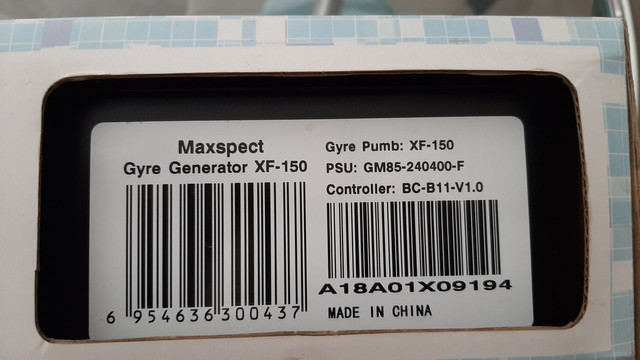 Maxspect
Gyre Generator XF-150
6 954636 300437
Gyre Pumb: XF-150
PSU: GM85-240400-F
Controller: BC-B11-V1.0
A18A01X09194
MADE IN CHINA